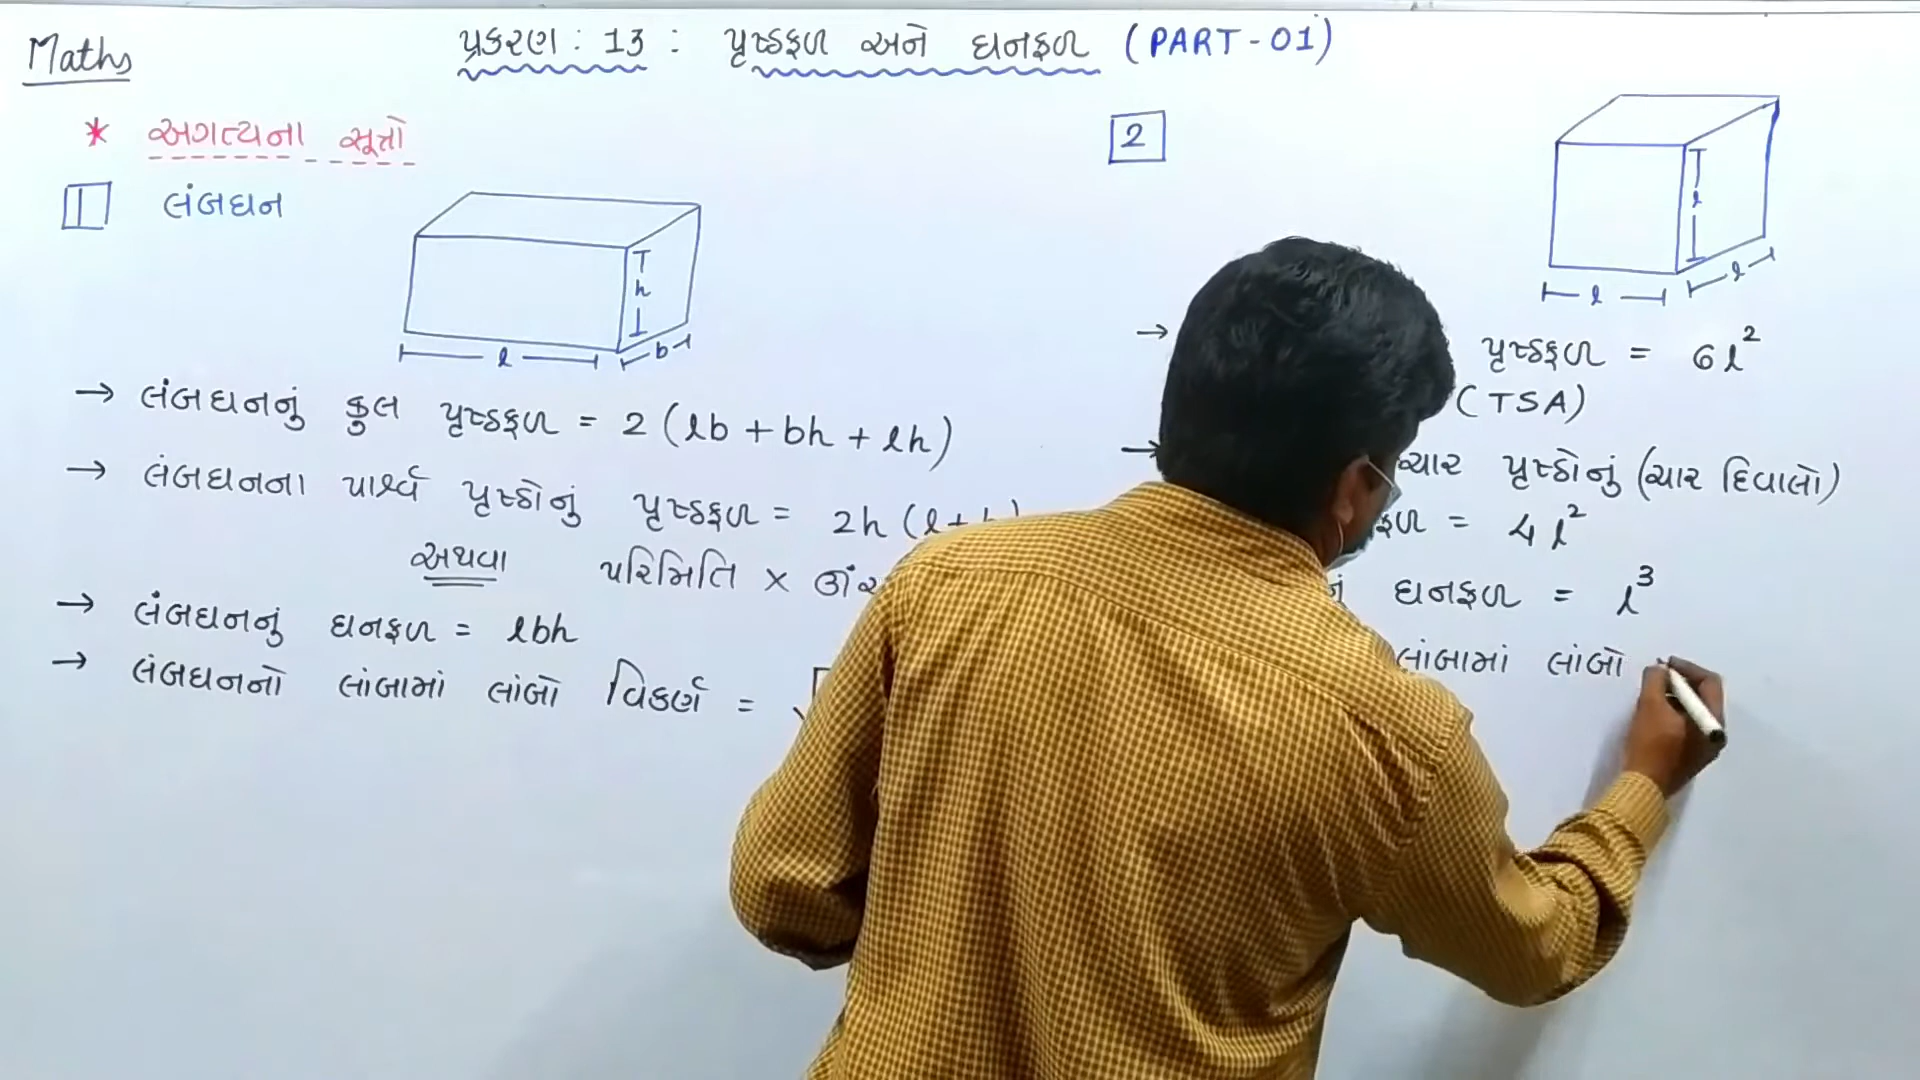 Maths
પ્રકરણ : 13 : પૃષ્ઠફળ અને ઘનફળ (PART-01)
* અગત્યના સૂત્રો
1 લંબઘન
h
l
b
→ લંબઘનનું કુલ પૃષ્ઠફળ = 2 (lb + bh + lh)
→ લંબઘનના પાર્શ્વ પૃષ્ઠોનું પૃષ્ઠફળ = 2h (l +
અથવા પરિમિતિ ×
→ લંબઘનનું ઘનફળ = lbh
→ લંબઘનનો લાંબામાં લાંબો વિકર્ણ =
2
l
l
l
→ પૃષ્ઠફળ = 6l²
(TSA)
→ ચાર પૃષ્ઠોનું (ચાર દિવાલો)
= 4l²
ઘનફળ = l³
લાંબામાં લાંબો